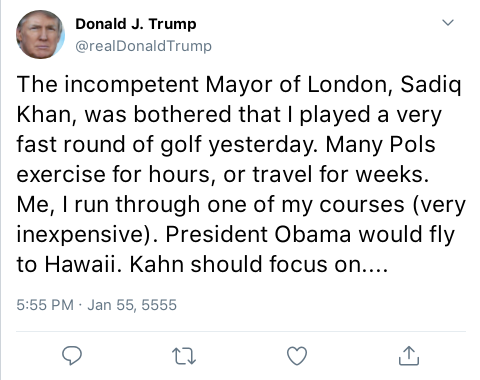 Donald J. Trump
@realDonaldTrump
The incompetent Mayor of London, Sadiq
Khan, was bothered that I played a very
fast round of golf yesterday. Many Pols
exercise for hours, or travel for weeks.
Me, I run through one of my courses (very
inexpensive). President Obama would fly
to Hawaii. Kahn should focus on....
5:55 PM · Jan 55, 5555